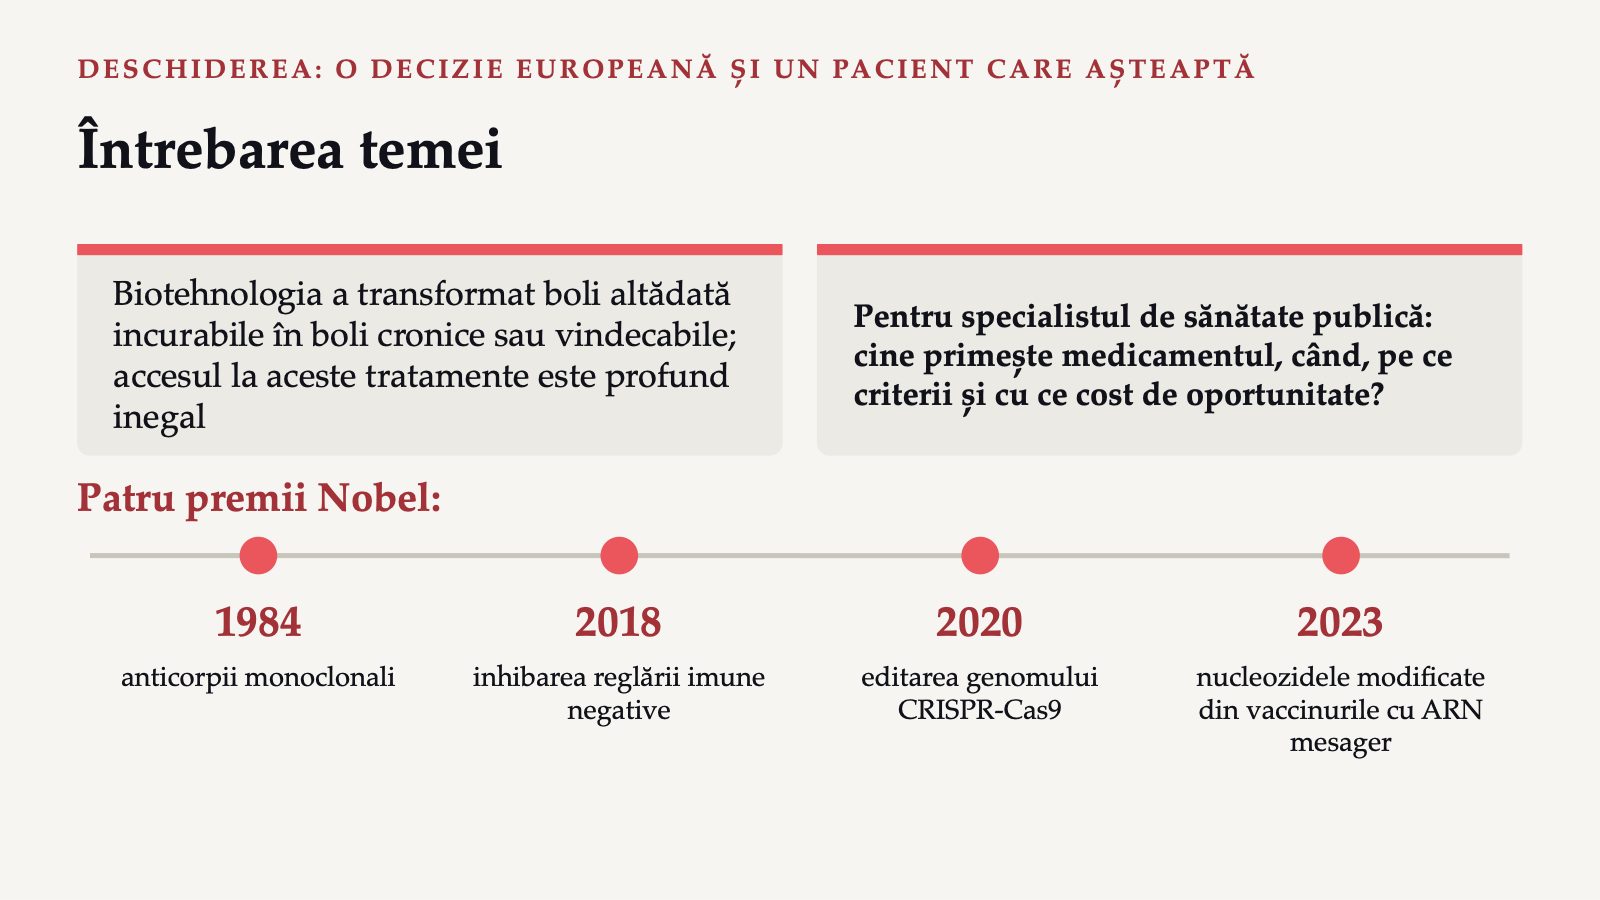 DESCHIDEREA: O DECIZIE EUROPEANĂ ȘI UN PACIENT CARE AȘTEAPTĂ
Întrebarea temei
Biotehnologia a transformat boli altădată
incurabile în boli cronice sau vindecabile;
accesul la aceste tratamente este profund
inegal
Pentru specialistul de sănătate publică:
cine primește medicamentul, când, pe ce
criterii și cu ce cost de oportunitate?
Patru premii Nobel:
1984
anticorpii monoclonali
2018
inhibarea reglării imune
negative
2020
editarea genomului
CRISPR-Cas9
2023
nucleozidele modificate
din vaccinurile cu ARN
mesager